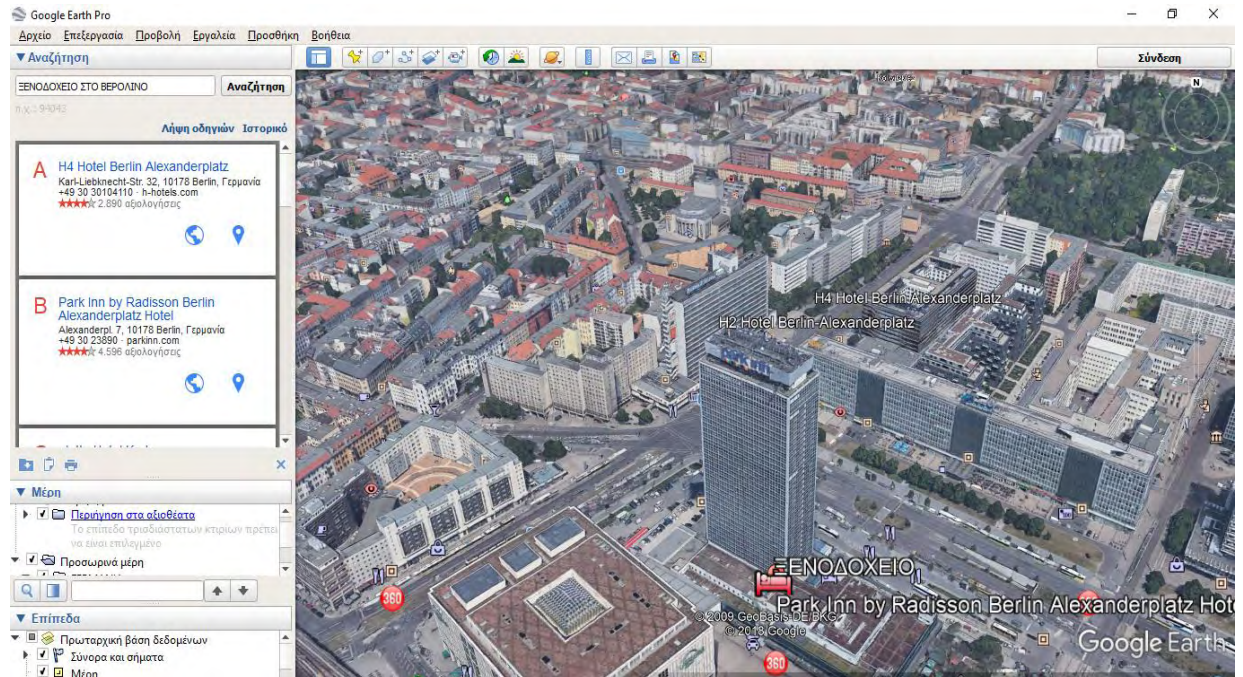 Google Earth Pro
Αρχείο Επεξεργασία Προβολή Εργαλεία Προσθήκη Βοήθεια
Αναζήτηση
Σύνδεση
ΞΕΝΟΔΟΧΕΙΟ ΣΤΟ ΒΕΡΟΛΙΝΟ
Αναζήτηση
π.χ.: 94043
Λήψη οδηγιών Ιστορικό
A H4 Hotel Berlin Alexanderplatz
Karl-Liebknecht-Str. 32, 10178 Berlin, Γερμανία
+49 30 30104110 · h-hotels.com
2.890 αξιολογήσεις
B Park Inn by Radisson Berlin
Alexanderplatz Hotel
Alexanderpl. 7, 10178 Berlin, Γερμανία
+49 30 23890 · parkinn.com
4.596 αξιολογήσεις
Μέρη
Περιήγηση στα αξιοθέατα
Το επίπεδο τρισδιάστατων κτιρίων πρέπει
να είναι επιλεγμένο
Προσωρινά μέρη
Επίπεδα
Πρωταρχική βάση δεδομένων
Σύνορα και σήματα
Μέρη
N
H4 Hotel Berlin Alexanderplatz
H2 Hotel Berlin-Alexanderplatz
park inn
ΞΕΝΟΔΟΧΕΙΟ
Park Inn by Radisson Berlin Alexanderplatz Hote
360
360
© 2009 GeoBasis-DE/BKG
© 2018 Google
Google Earth